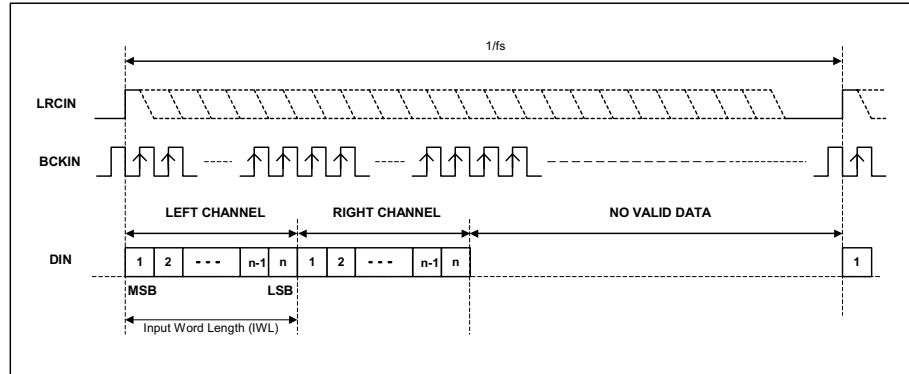 1/fs
LRCIN
BCKIN
LEFT CHANNEL RIGHT CHANNEL NO VALID DATA
DIN 1 2 - - - n-1 n 1 2 - - - n-1 n 1
MSB LSB
Input Word Length (IWL)